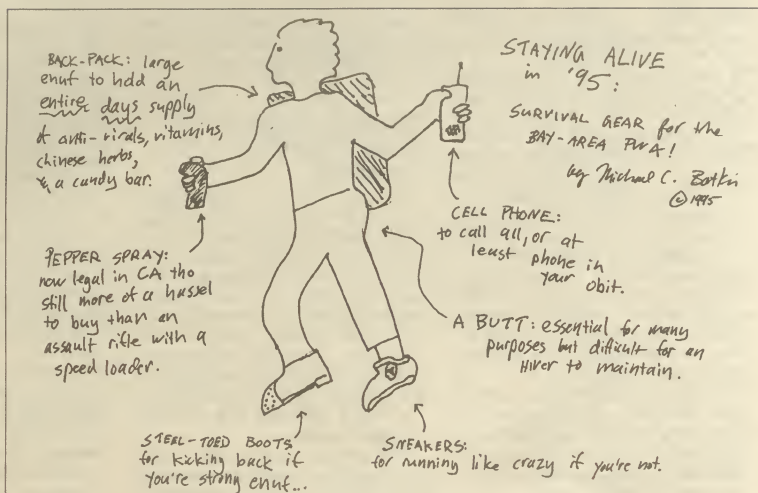 STAYING ALIVE
in '95:
SURVIVAL GEAR for the
BAY-AREA PWA!
by Michael C. Botkin
© 1995
BACK-PACK: large
enuf to hold an
entire days supply
of anti-virals, vitamins,
chinese herbs,
& a candy bar.
PEPPER SPRAY:
now legal in CA tho
still more of a hassel
to buy than an
assault rifle with a
speed loader.
CELL PHONE:
to call 911, or at
least phone in
your obit.
A BUTT: essential for many
purposes but difficult for an
HIVer to maintain.
STEEL-TOED BOOTS
for kicking back if
you're strong enuf...
SNEAKERS:
for running like crazy if you're not.